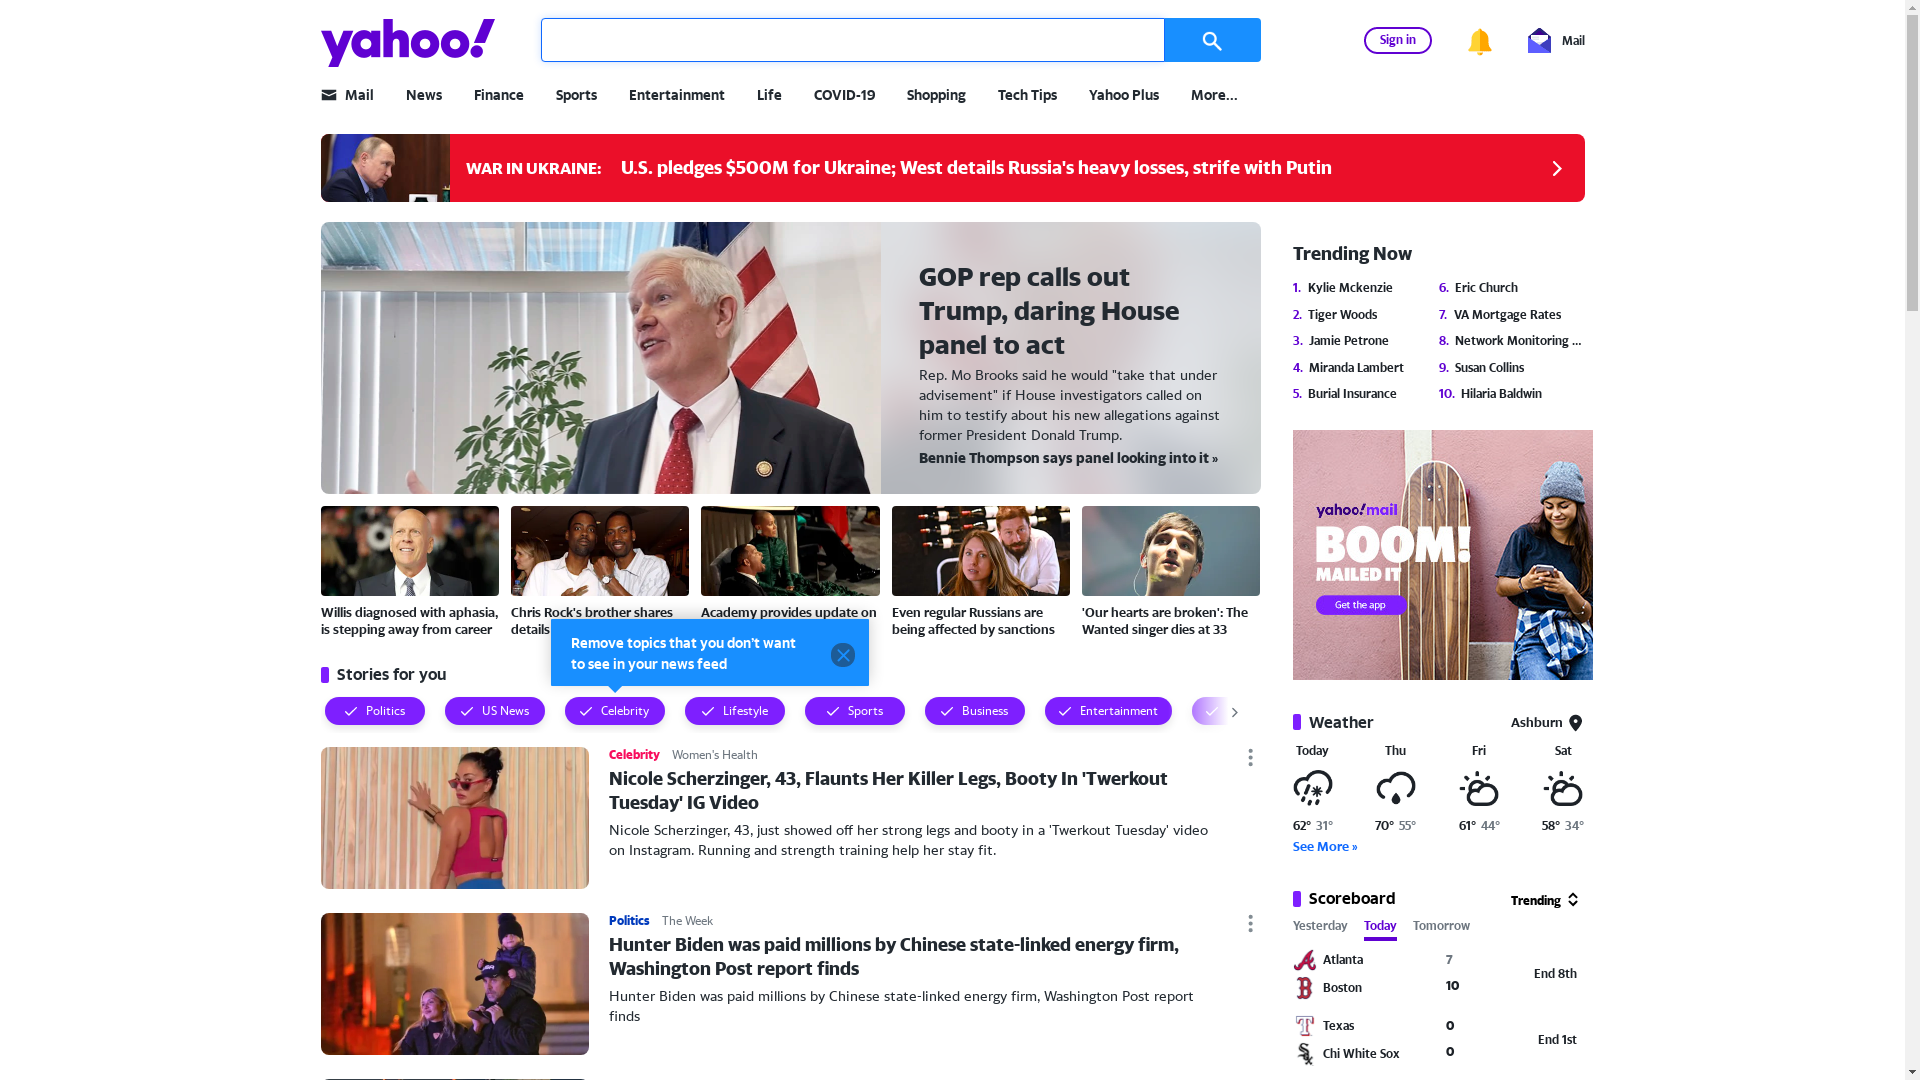 yahoo!
Sign in
Mail
Mail
News
Finance
Sports
Entertainment
Life
COVID-19
Shopping
Tech Tips
Yahoo Plus
More...
WAR IN UKRAINE: U.S. pledges $500M for Ukraine; West details Russia's heavy losses, strife with Putin
GOP rep calls out
Trump, daring House
panel to act
Rep. Mo Brooks said he would "take that under
advisement" if House investigators called on
him to testify about his new allegations against
former President Donald Trump.
Bennie Thompson says panel looking into it »
Willis diagnosed with aphasia,
is stepping away from career
Chris Rock's brother shares
details
Academy provides update on
Even regular Russians are
being affected by sanctions
'Our hearts are broken': The
Wanted singer dies at 33
Remove topics that you don't want
to see in your news feed
Stories for you
Politics
US News
Celebrity
Lifestyle
Sports
Business
Entertainment
Celebrity Women's Health
Nicole Scherzinger, 43, Flaunts Her Killer Legs, Booty In 'Twerkout
Tuesday' IG Video
Nicole Scherzinger, 43, just showed off her strong legs and booty in a 'Twerkout Tuesday' video
on Instagram. Running and strength training help her stay fit.
Politics The Week
Hunter Biden was paid millions by Chinese state-linked energy firm,
Washington Post report finds
Hunter Biden was paid millions by Chinese state-linked energy firm, Washington Post report
finds
Trending Now
1. Kylie Mckenzie
2. Tiger Woods
3. Jamie Petrone
4. Miranda Lambert
5. Burial Insurance
6. Eric Church
7. VA Mortgage Rates
8. Network Monitoring ...
9. Susan Collins
10. Hilaria Baldwin
yahoo!mail
BOOM!
MAILED IT
Get the app
Weather
Ashburn
Today Thu Fri Sat
62° 31° 70° 55° 61° 44° 58° 34°
See More »
Scoreboard
Trending
Yesterday Today Tomorrow
Atlanta 7
Boston 10
End 8th
Texas 0
Chi White Sox 0
End 1st